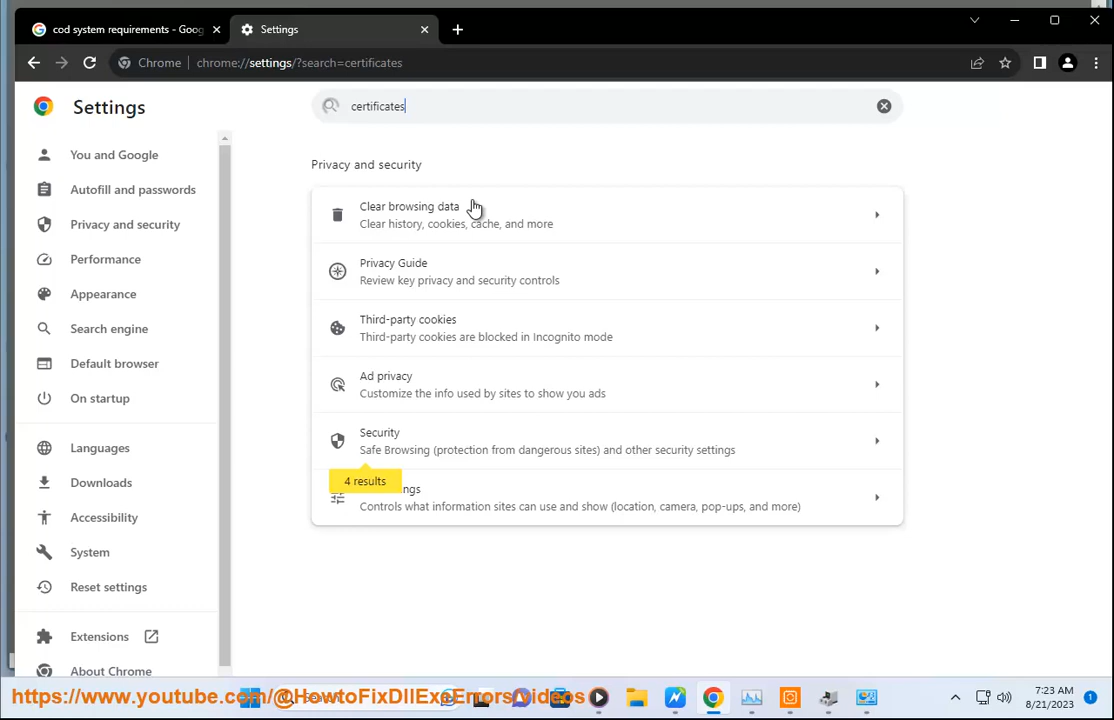 cod system requirements - Goog
Settings
Chrome
chrome://settings/?search=certificates
Settings
certificates
You and Google
Autofill and passwords
Privacy and security
Performance
Appearance
Search engine
Default browser
On startup
Languages
Downloads
Accessibility
System
Reset settings
Extensions
About Chrome
Privacy and security
Clear browsing data
Clear history, cookies, cache, and more
Privacy Guide
Review key privacy and security controls
Third-party cookies
Third-party cookies are blocked in Incognito mode
Ad privacy
Customize the info used by sites to show you ads
Security
Safe Browsing (protection from dangerous sites) and other security settings
4 results
ngs
Controls what information sites can use and show (location, camera, pop-ups, and more)
https://www.youtube.com/@HowtoFixDllExeErrorsVideos
7:23 AM
8/21/2023
1